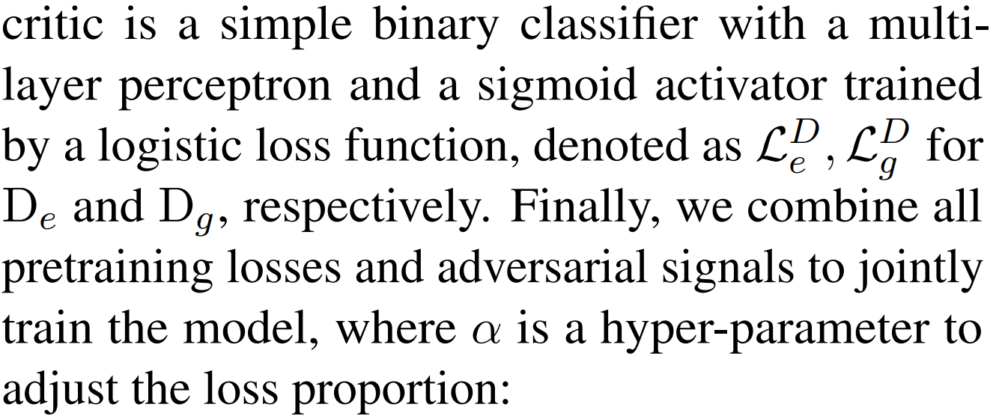 critic is a simple binary classifier with a multi-
layer perceptron and a sigmoid activator trained
by a logistic loss function, denoted as $\mathcal{L}_e^D, \mathcal{L}_g^D$ for
D$_e$ and D$_g$, respectively. Finally, we combine all
pretraining losses and adversarial signals to jointly
train the model, where $\alpha$ is a hyper-parameter to
adjust the loss proportion: